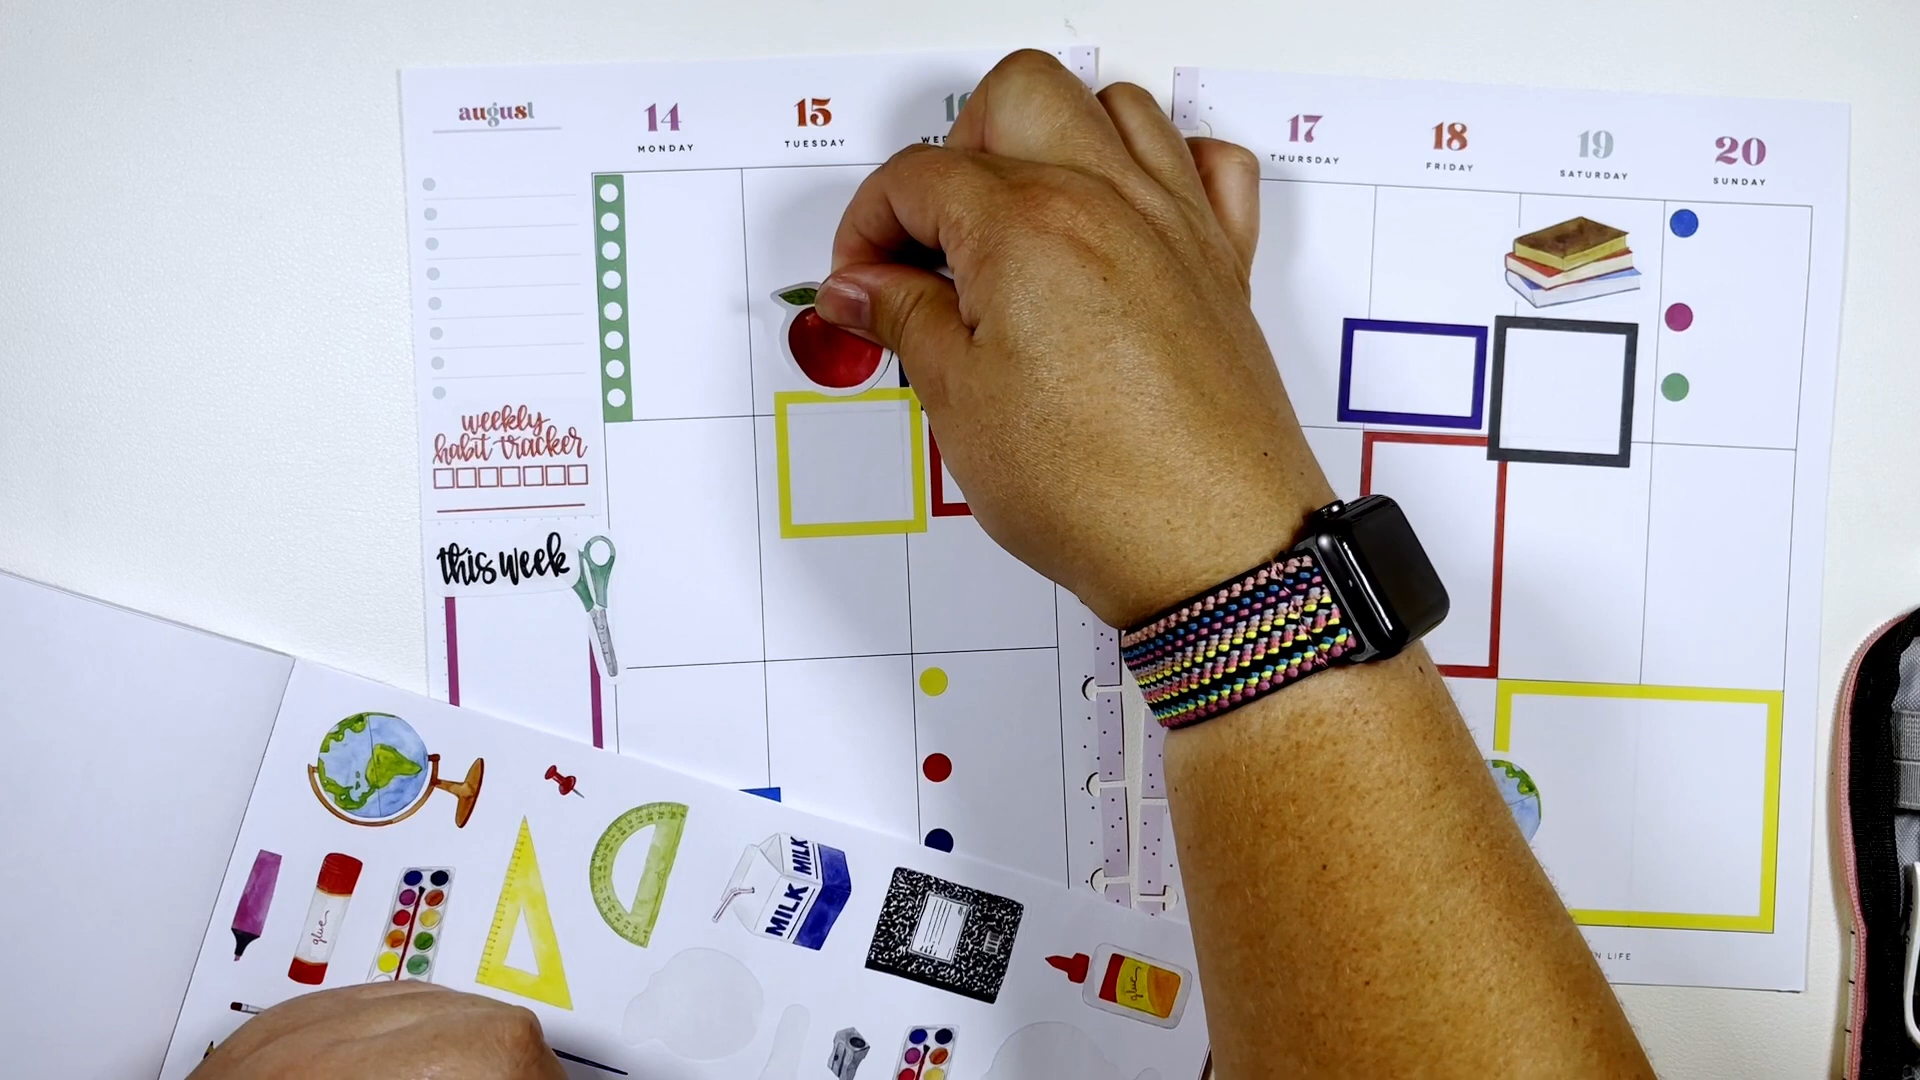 august
14
MONDAY
15
TUESDAY
17
THURSDAY
18
FRIDAY
19
SATURDAY
20
SUNDAY
weekly
habit tracker
this week
MILK
MILK
glue
glue
LIFE